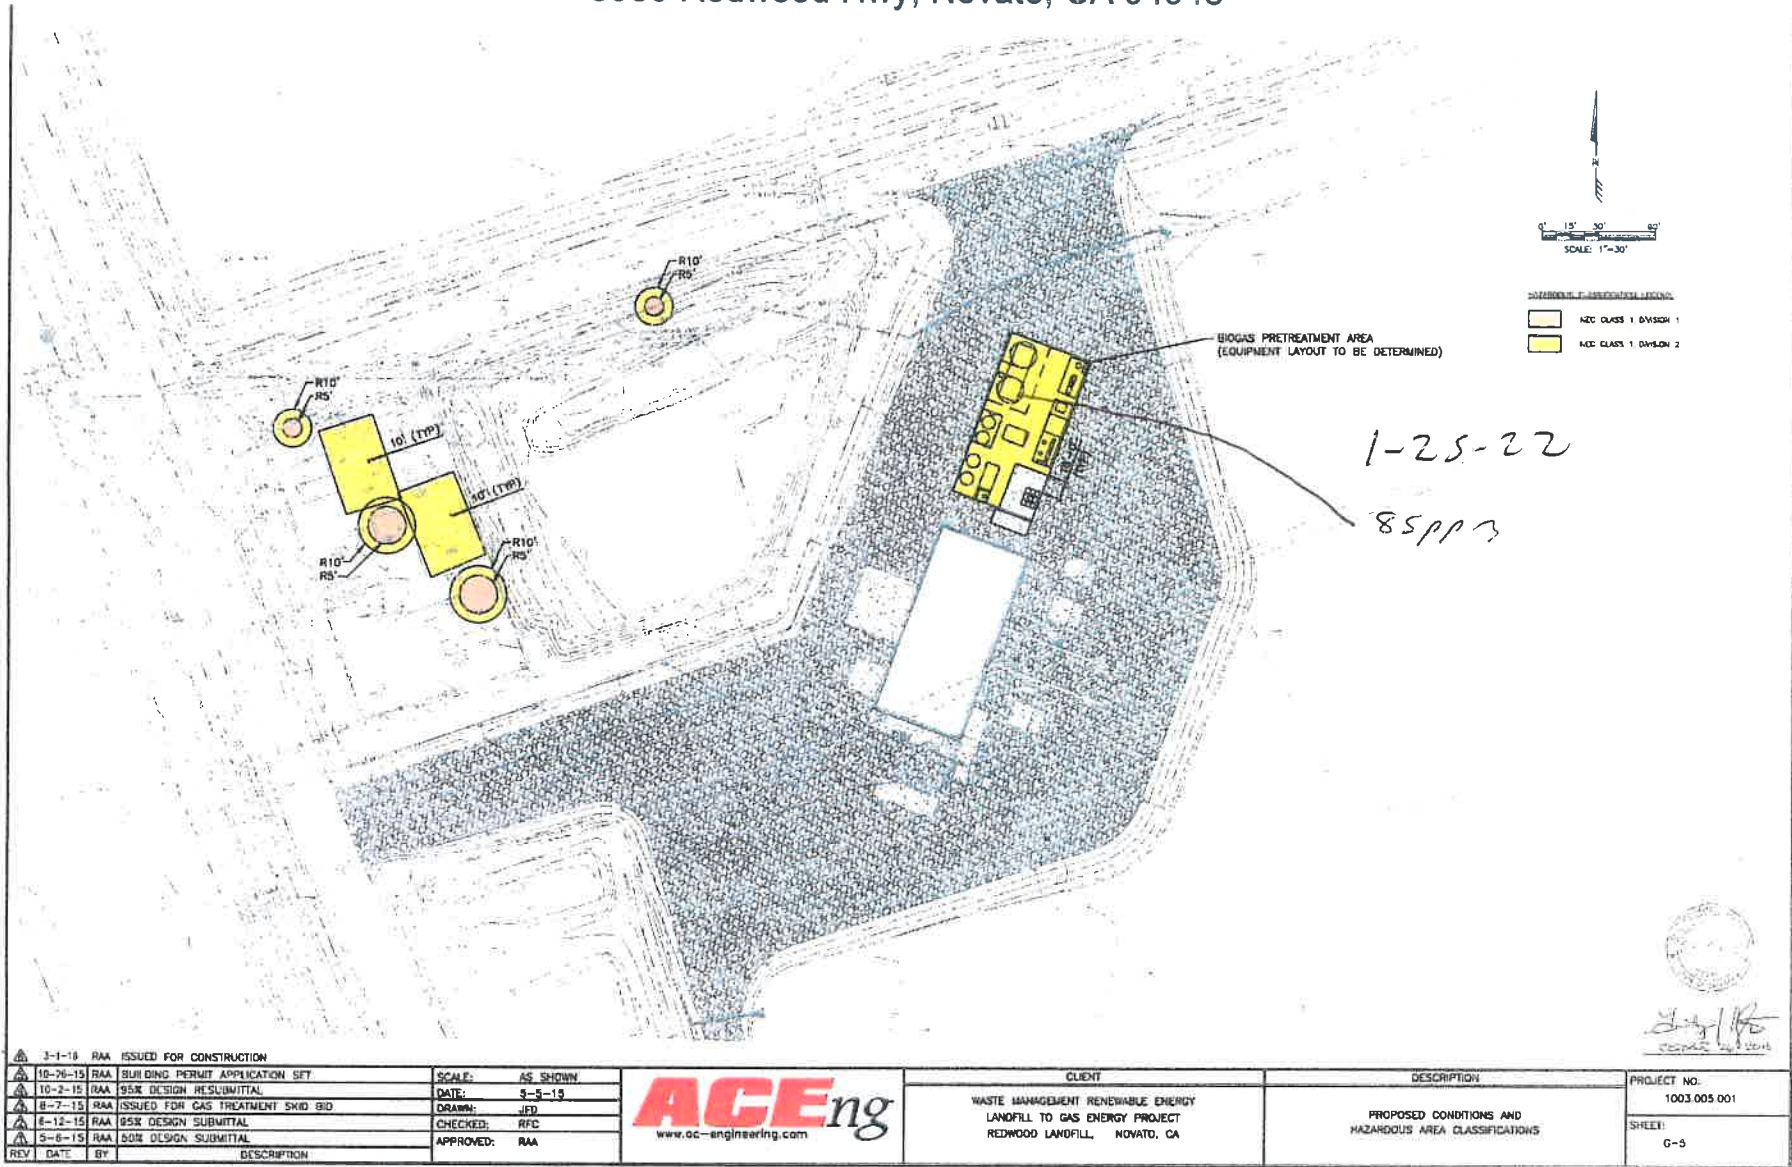 N
0' 15' 30' 60'
SCALE: 1"=30'
HAZARDOUS CLASSIFICATION LEGEND:
NEC CLASS 1 DIVISION 1
NEC CLASS 1 DIVISION 2
R10'
R5'
BIOGAS PRETREATMENT AREA
(EQUIPMENT LAYOUT TO BE DETERMINED)
R10'
R5'
10' (TYP)
10' (TYP)
R10'
R5'
R10'
R5'
1-25-22
85ppm
3-1-16 RAA ISSUED FOR CONSTRUCTION
10-26-15 RAA BUILDING PERMIT APPLICATION SET
10-2-15 RAA 95% DESIGN RESUBMITTAL
8-7-15 RAA ISSUED FOR GAS TREATMENT SKID BID
6-12-15 RAA 95% DESIGN SUBMITTAL
5-6-15 RAA 50% DESIGN SUBMITTAL
REV DATE BY DESCRIPTION
SCALE: AS SHOWN
DATE: 5-5-15
DRAWN: JFD
CHECKED: RFC
APPROVED: RAA
ACEng
www.ac-engineering.com
CLIENT
WASTE MANAGEMENT RENEWABLE ENERGY
LANDFILL TO GAS ENERGY PROJECT
REDWOOD LANDFILL, NOVATO, CA
DESCRIPTION
PROPOSED CONDITIONS AND
HAZARDOUS AREA CLASSIFICATIONS
PROJECT NO:
1003.005.001
SHEET:
G-5